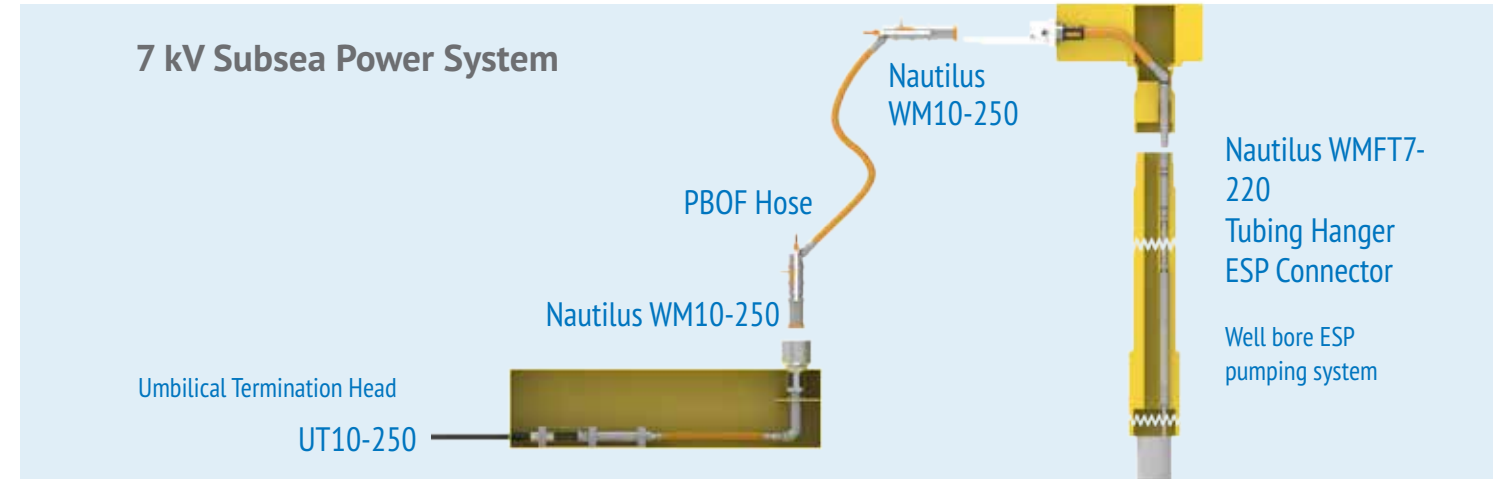 7 kV Subsea Power System
Nautilus
WM10-250
PBOF Hose
Nautilus WM10-250
Umbilical Termination Head
UT10-250
Nautilus WMFT7-
220
Tubing Hanger
ESP Connector
Well bore ESP
pumping system